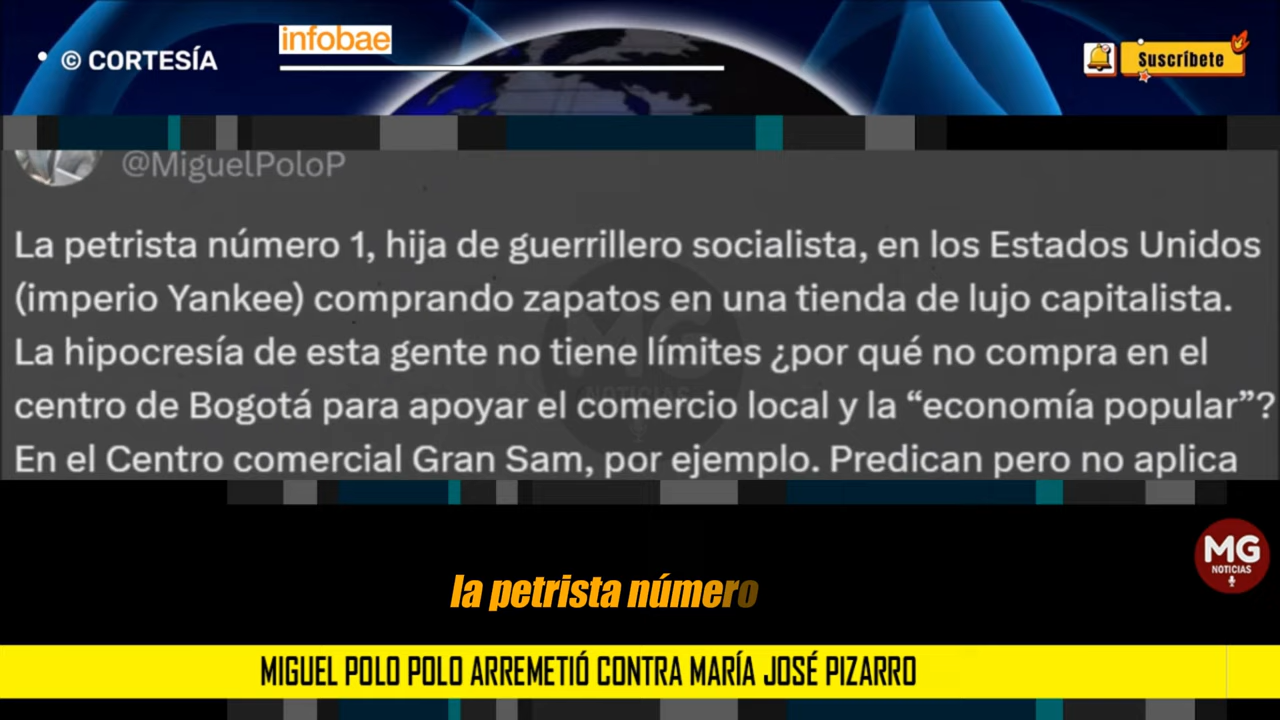 © CORTESÍA
infobae
Suscríbete
@MiguelPoloP
La petrista número 1, hija de guerrillero socialista, en los Estados Unidos
(imperio Yankee) comprando zapatos en una tienda de lujo capitalista.
La hipocresía de esta gente no tiene límites ¿por qué no compra en el
centro de Bogotá para apoyar el comercio local y la “economía popular”?
En el Centro comercial Gran Sam, por ejemplo. Predican pero no aplica
MG
NOTICIAS
MG
NOTICIAS
la petrista número
MIGUEL POLO POLO ARREMETIÓ CONTRA MARÍA JOSÉ PIZARRO